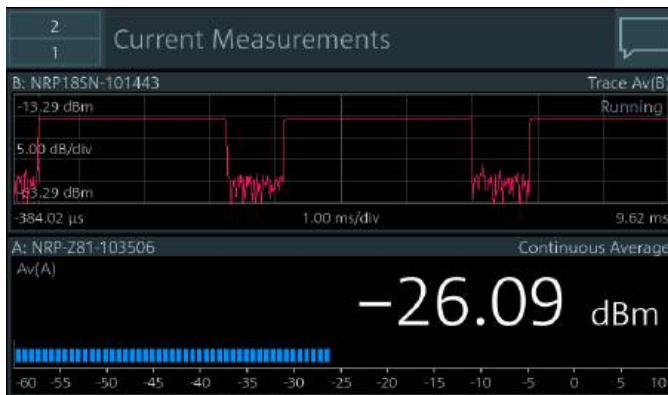 2
1
Current Measurements
B: NRP18SN-101443 Trace Av(B)
-13.29 dBm Running
5.00 dB/div
-63.29 dBm
-384.02 µs 1.00 ms/div 9.62 ms
A: NRP-Z81-103506 Continuous Average
Av(A)
-26.09 dBm
-60 -55 -50 -45 -40 -35 -30 -25 -20 -15 -10 -5 0 5 10